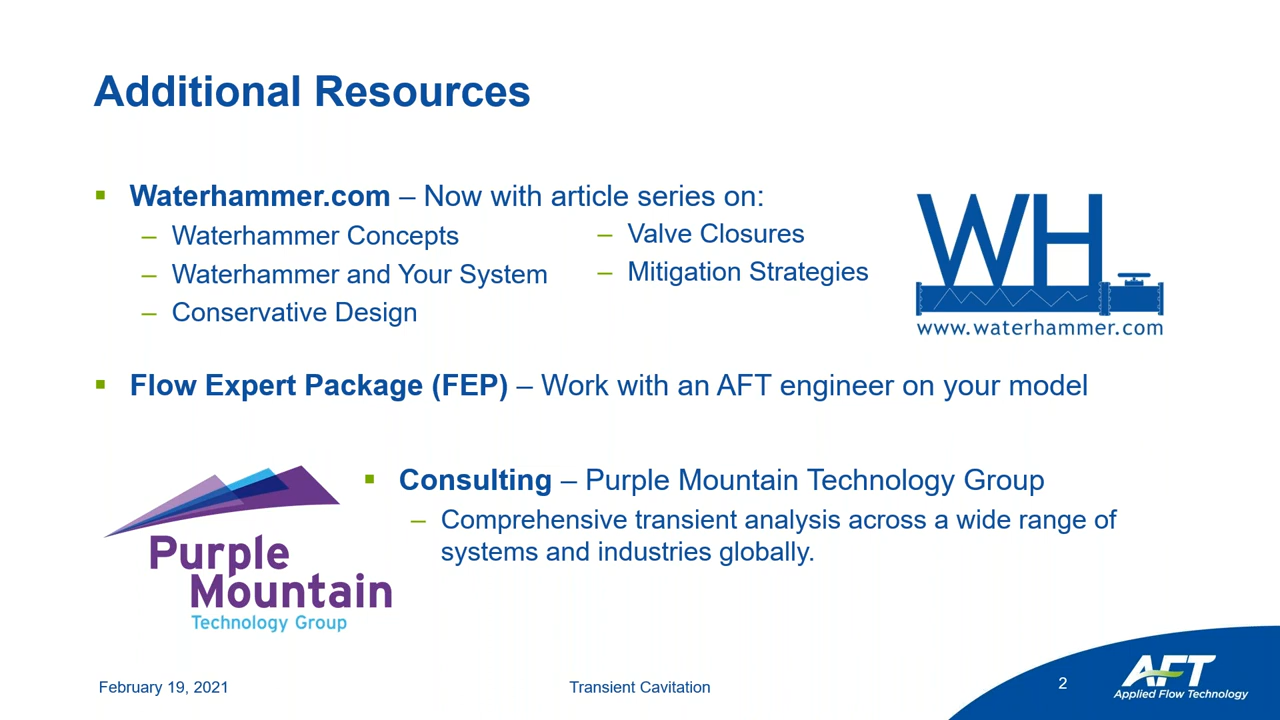 Additional Resources
Waterhammer.com – Now with article series on:
– Waterhammer Concepts
– Waterhammer and Your System
– Conservative Design
– Valve Closures
– Mitigation Strategies
WH
www.waterhammer.com
Flow Expert Package (FEP) – Work with an AFT engineer on your model
Purple
Mountain
Technology Group
Consulting – Purple Mountain Technology Group
– Comprehensive transient analysis across a wide range of
systems and industries globally.
February 19, 2021
Transient Cavitation
2
AFT
Applied Flow Technology